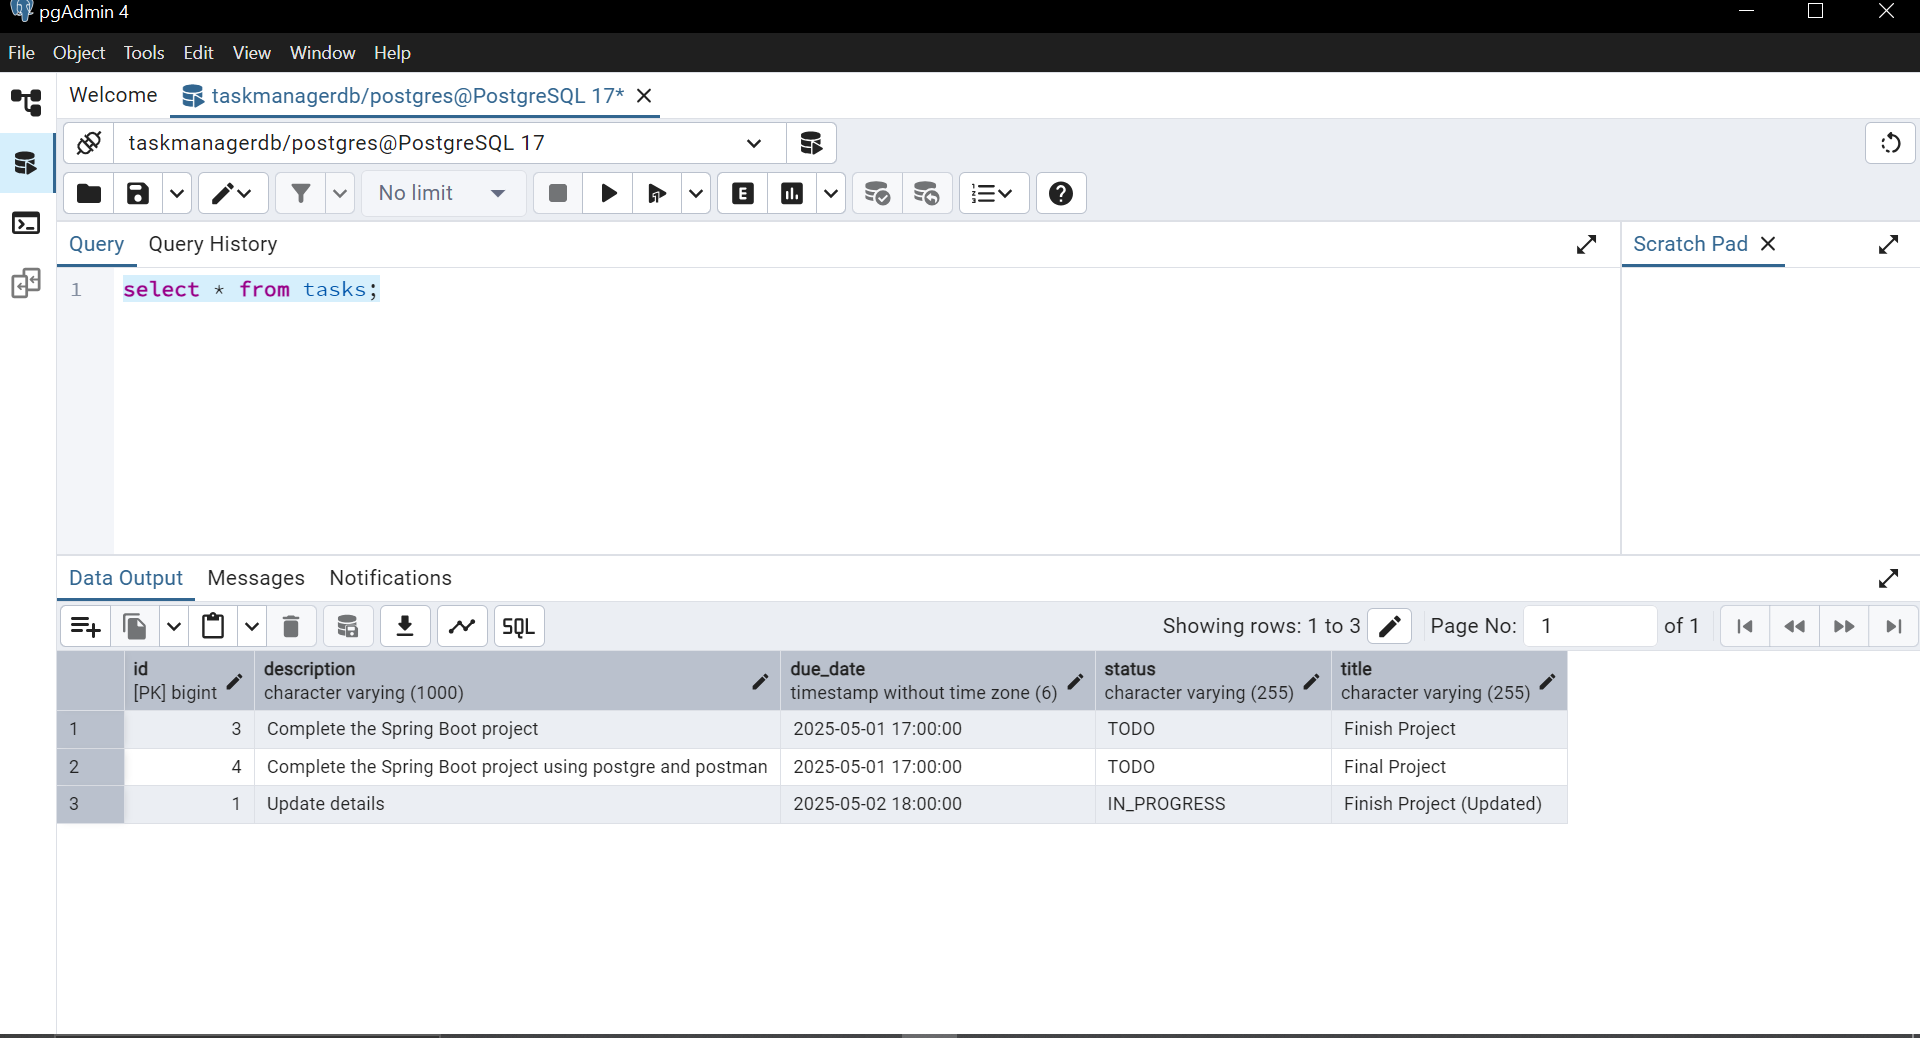 pgAdmin 4
File Object Tools Edit View Window Help
Welcome taskmanagerdb/postgres@PostgreSQL 17*
taskmanagerdb/postgres@PostgreSQL 17
No limit E
Query Query History Scratch Pad
1 select * from tasks;
Data Output Messages Notifications
SQL Showing rows: 1 to 3 Page No: 1 of 1
id description due_date status title
[PK] bigint character varying (1000) timestamp without time zone (6) character varying (255) character varying (255)
1 3 Complete the Spring Boot project 2025-05-01 17:00:00 TODO Finish Project
2 4 Complete the Spring Boot project using postgre and postman 2025-05-01 17:00:00 TODO Final Project
3 1 Update details 2025-05-02 18:00:00 IN_PROGRESS Finish Project (Updated)